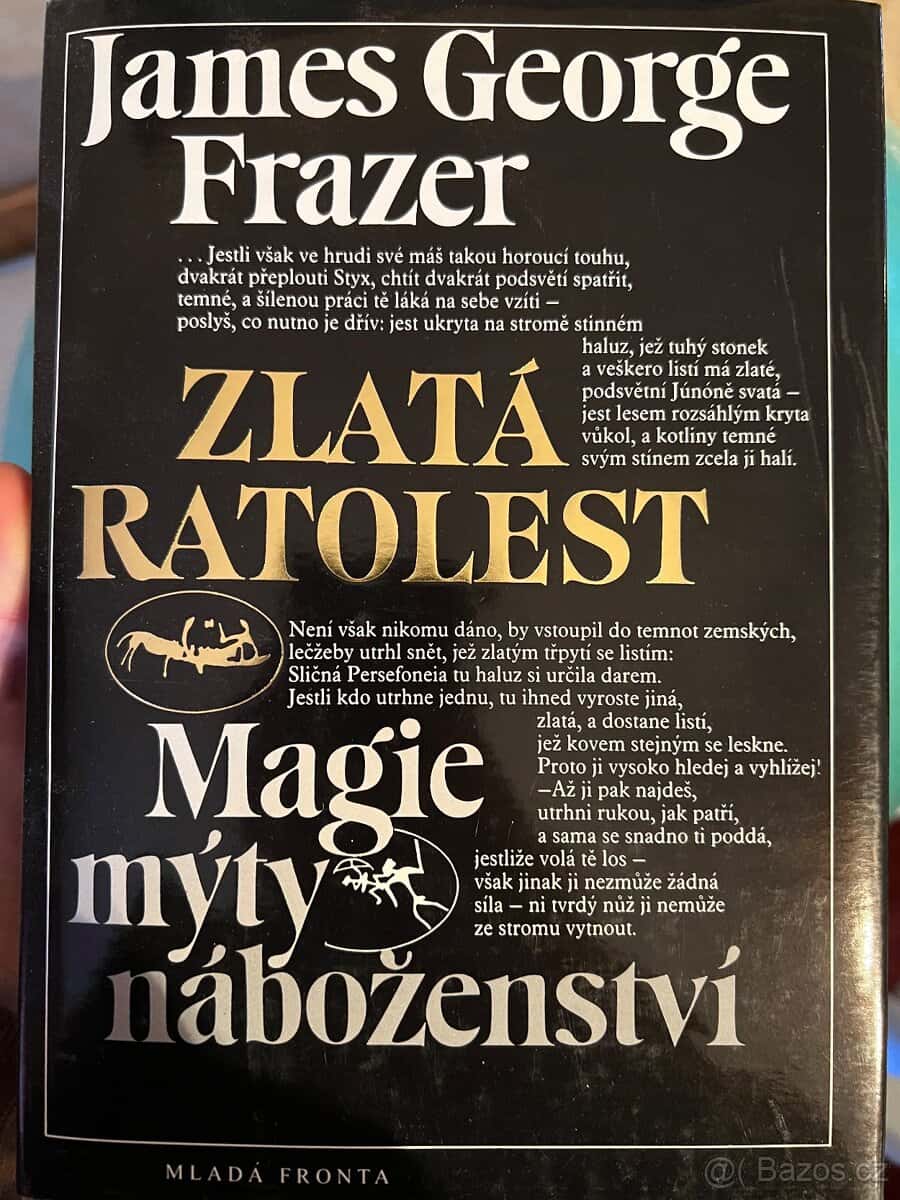 James George
Frazer
...Jestli však ve hrudi své máš takou horoucí touhu,
dvakrát přeplouti Styx, chtít dvakrát podsvětí spatřit,
temné, a šílenou práci tě láká na sebe vzíti –
poslyš, co nutno je dřív: jest ukryta na stromě stinném
haluz, jež tuhý stonek
a veškero listí má zlaté,
podsvětní Júnóně svatá –
jest lesem rozsáhlým kryta
vůkol, a kotliny temné
svým stínem zcela ji halí.
ZLATÁ
RATOLEST
Není však nikomu dáno, by vstoupil do temnot zemských,
lečžeby utrhl snět, jež zlatým třpytí se listím:
Sličná Persefoneia tu haluz si určila darem.
Jestli kdo utrhne jednu, tu ihned vyroste jiná,
zlatá, a dostane listí,
jež kovem stejným se leskne.
Proto ji vysoko hledej a vyhlížej!
–Až ji pak najdeš,
utrhni rukou, jak patří,
a sama se snadno ti poddá,
jestliže volá tě los –
však jinak ji nezmůže žádná
síla – ni tvrdý nůž ji nemůže
ze stromu vytnout.
Magie
mýty
náboženství
MLADÁ FRONTA
@( Bazos.cz